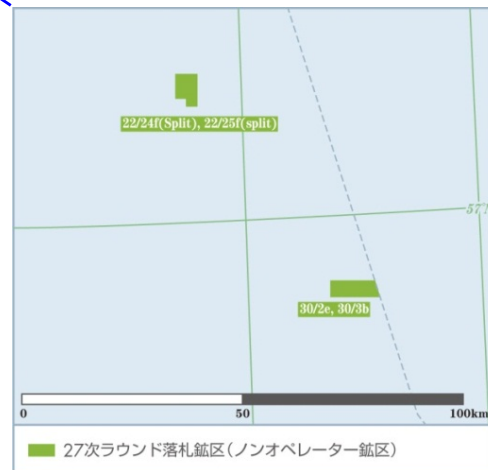 22/24f(Split), 22/25f(split)
57°N
30/2e, 30/3b
0 50 100km
27次ラウンド落札鉱区(ノンオペレーター鉱区)